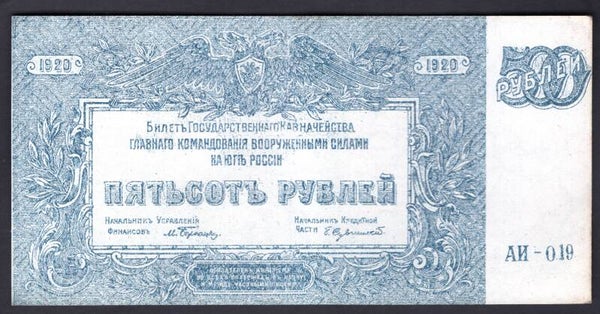 1920
1920
500
РУБЛЕЙ
БИЛЕТЪ ГОСУДАРСТВЕННАГО КАЗНАЧЕЙСТВА
ГЛАВНАГО КОМАНДОВАНІЯ ВООРУЖЕННЫМИ СИЛАМИ
НА ЮГѢ РОССІИ
ПЯТЬСОТЪ РУБЛЕЙ
НАЧАЛЬНИКЪ УПРАВЛЕНІЯ
ФИНАНСОВЪ
НАЧАЛЬНИКЪ КРЕДИТНОЙ
ЧАСТИ
АИ - 019